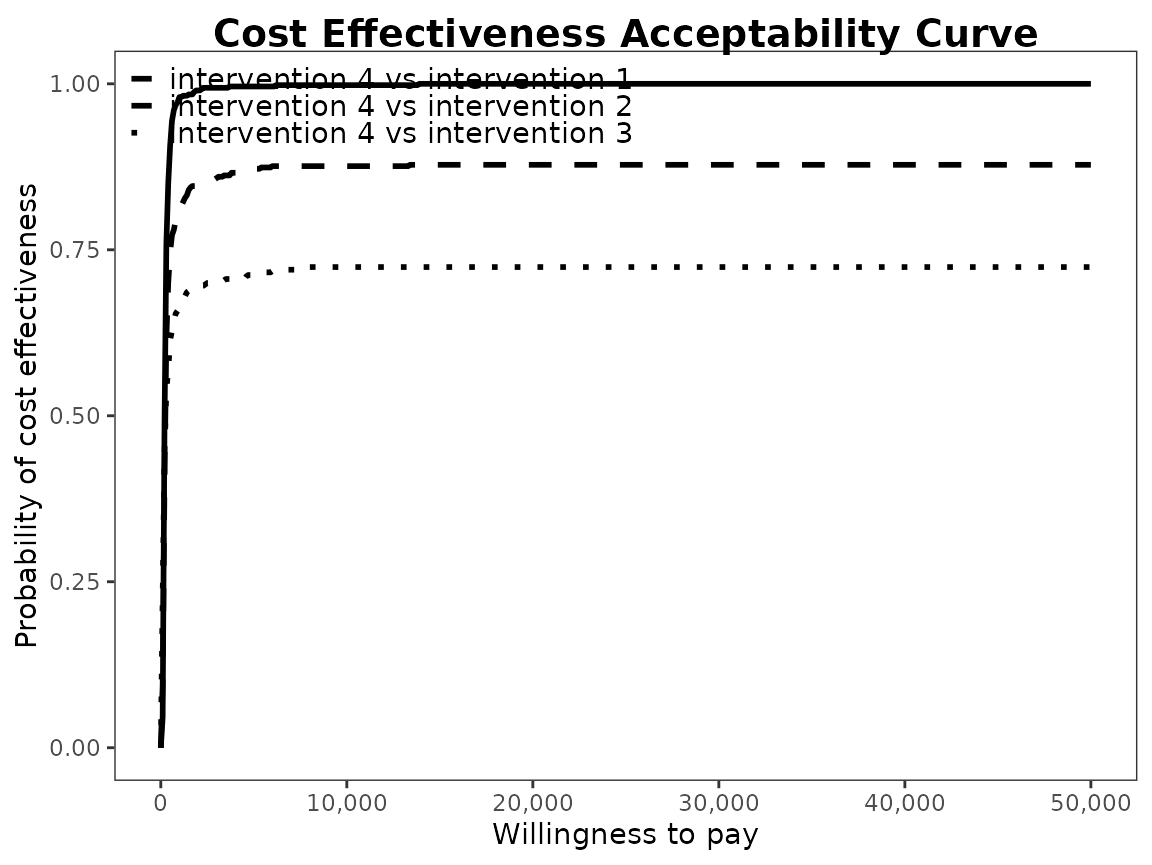 Cost Effectiveness Acceptability Curve
intervention 4 vs intervention 1
intervention 4 vs intervention 2
intervention 4 vs intervention 3
Probability of cost effectiveness
1.00
0.75
0.50
0.25
0.00
0 10,000 20,000 30,000 40,000 50,000
Willingness to pay